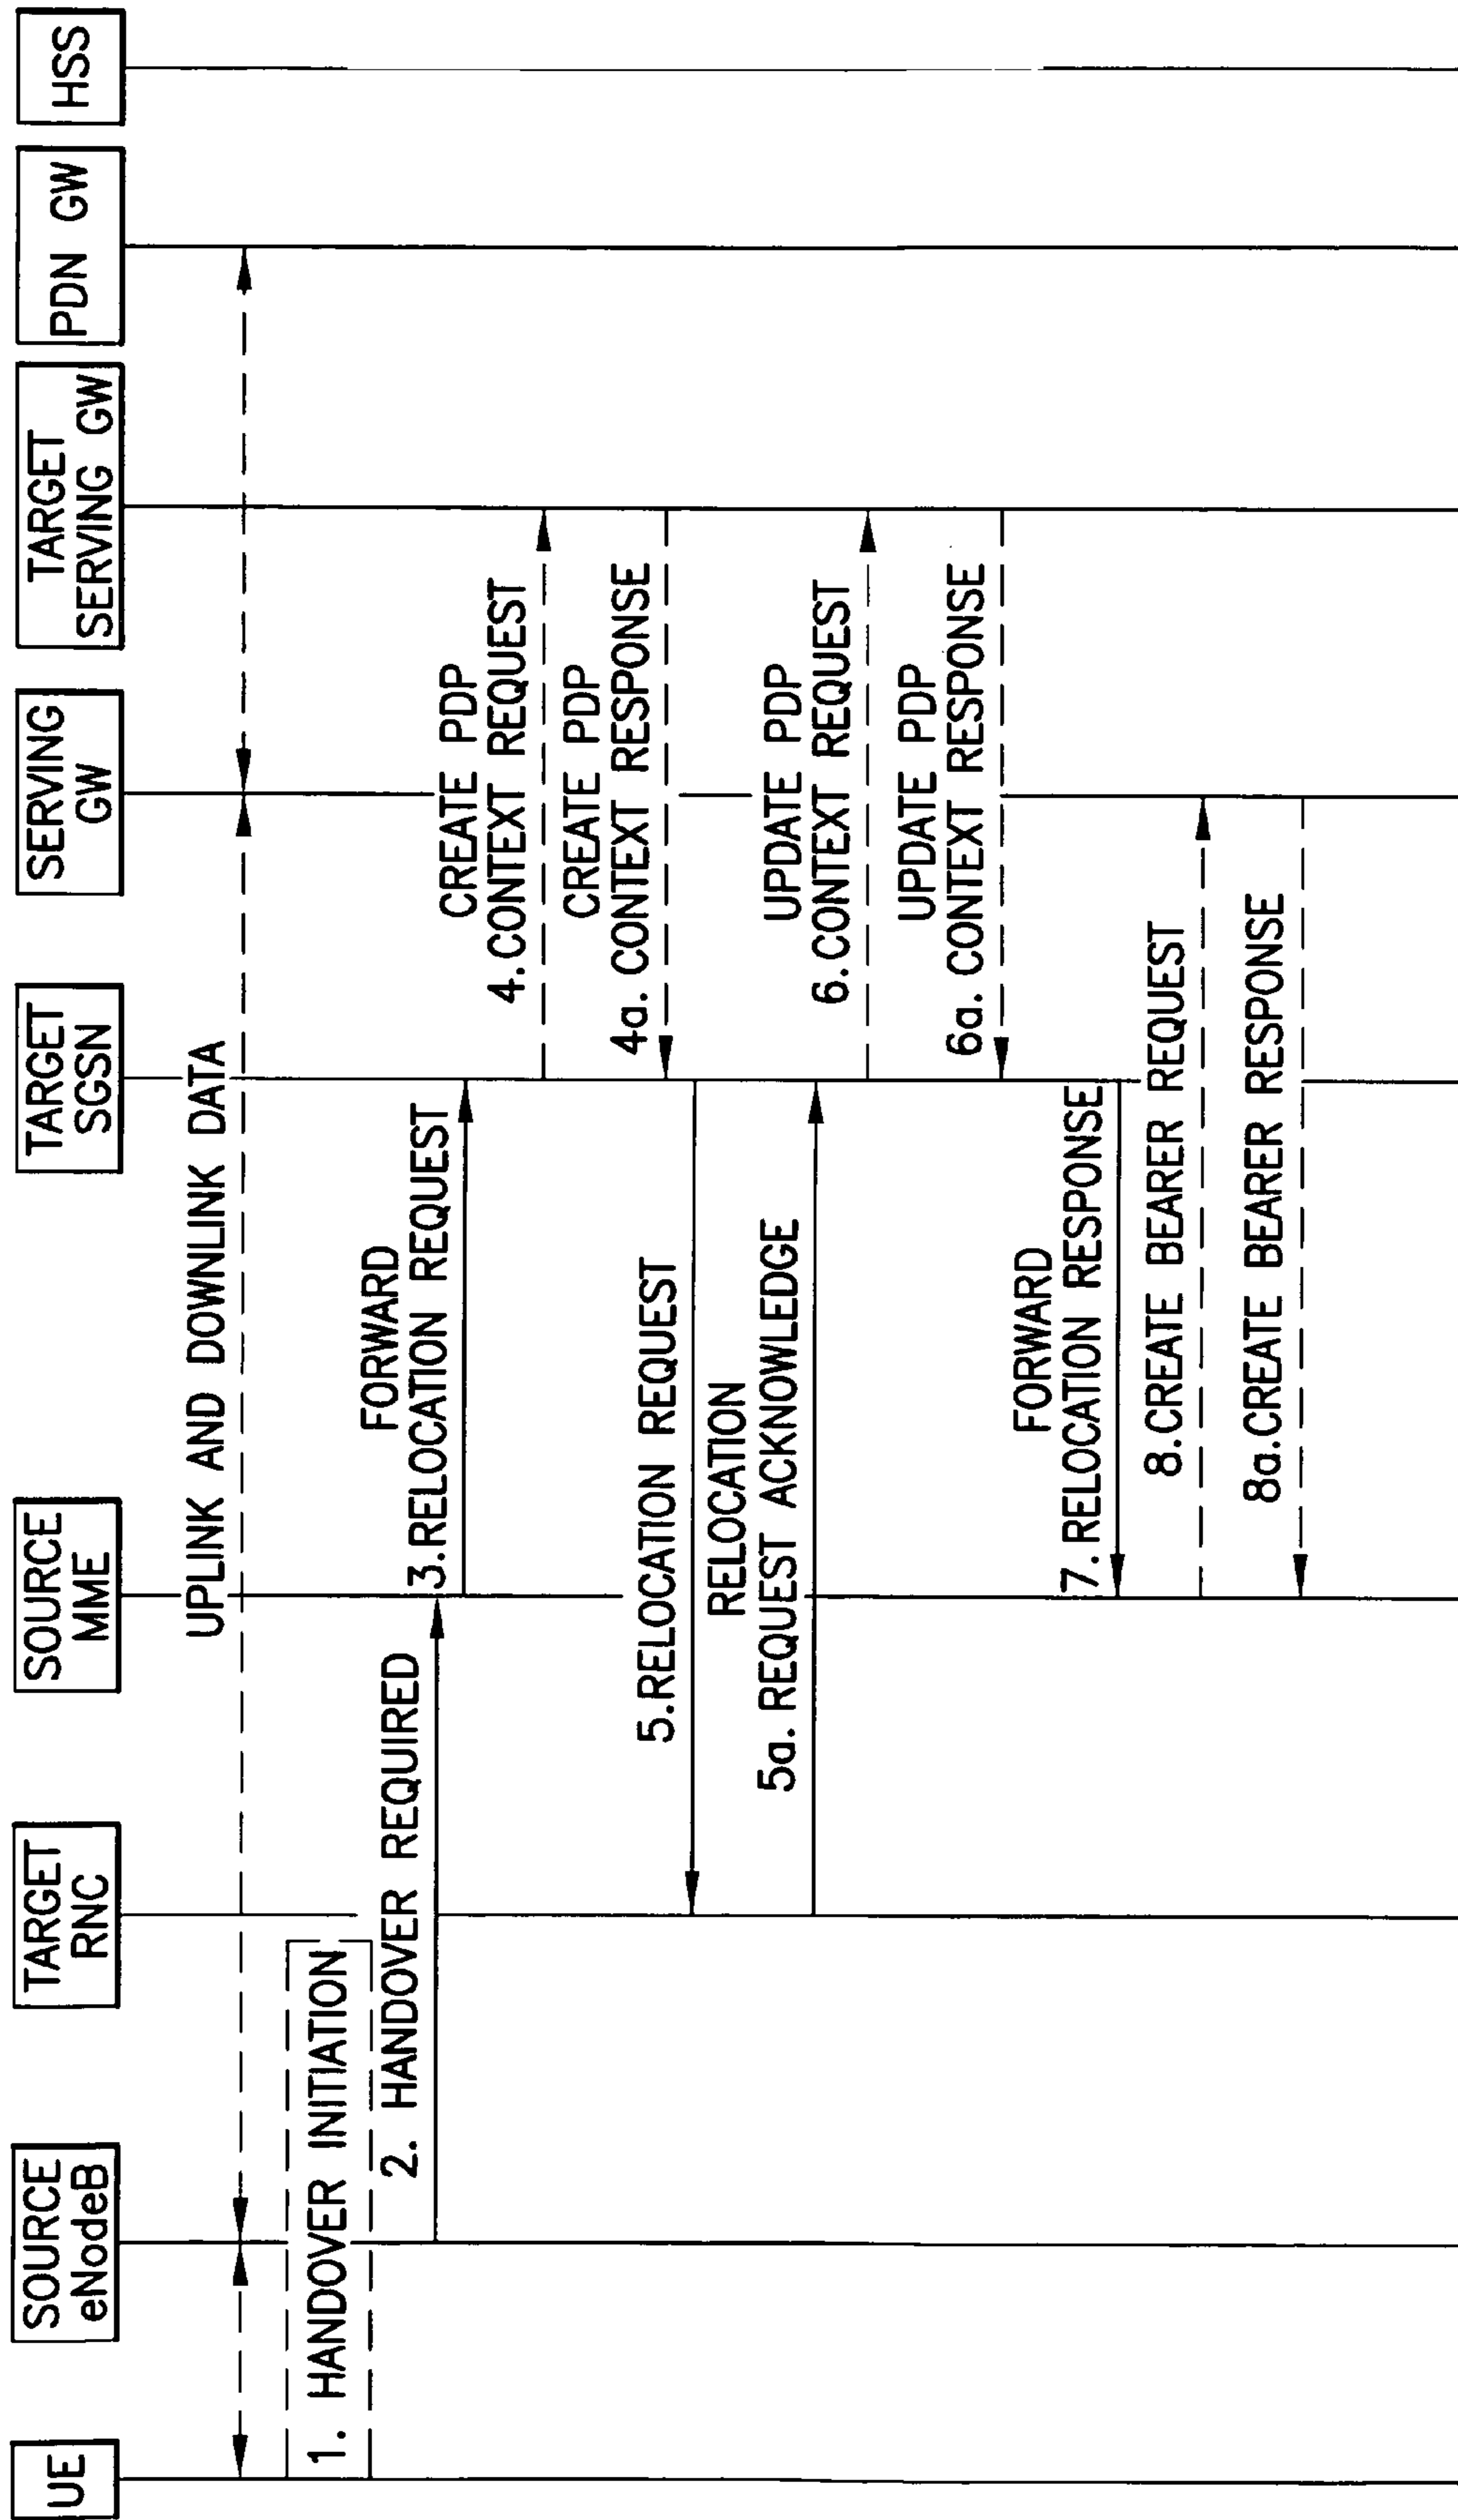 UE
SOURCE
eNodeB
TARGET
RNC
SOURCE
MME
TARGET
SGSN
SERVING
GW
TARGET
SERVING GW
PDN GW
HSS
UPLINK AND DOWNLINK DATA
1. HANDOVER INITIATION
2. HANDOVER REQUIRED
FORWARD
3.RELOCATION REQUEST
CREATE PDP
4.CONTEXT REQUEST
CREATE PDP
4a. CONTEXT RESPONSE
5.RELOCATION REQUEST
RELOCATION
5a. REQUEST ACKNOWLEDGE
UPDATE PDP
6.CONTEXT REQUEST
UPDATE PDP
6a. CONTEXT RESPONSE
FORWARD
7. RELOCATION RESPONSE
8.CREATE BEARER REQUEST
8a.CREATE BEARER RESPONSE